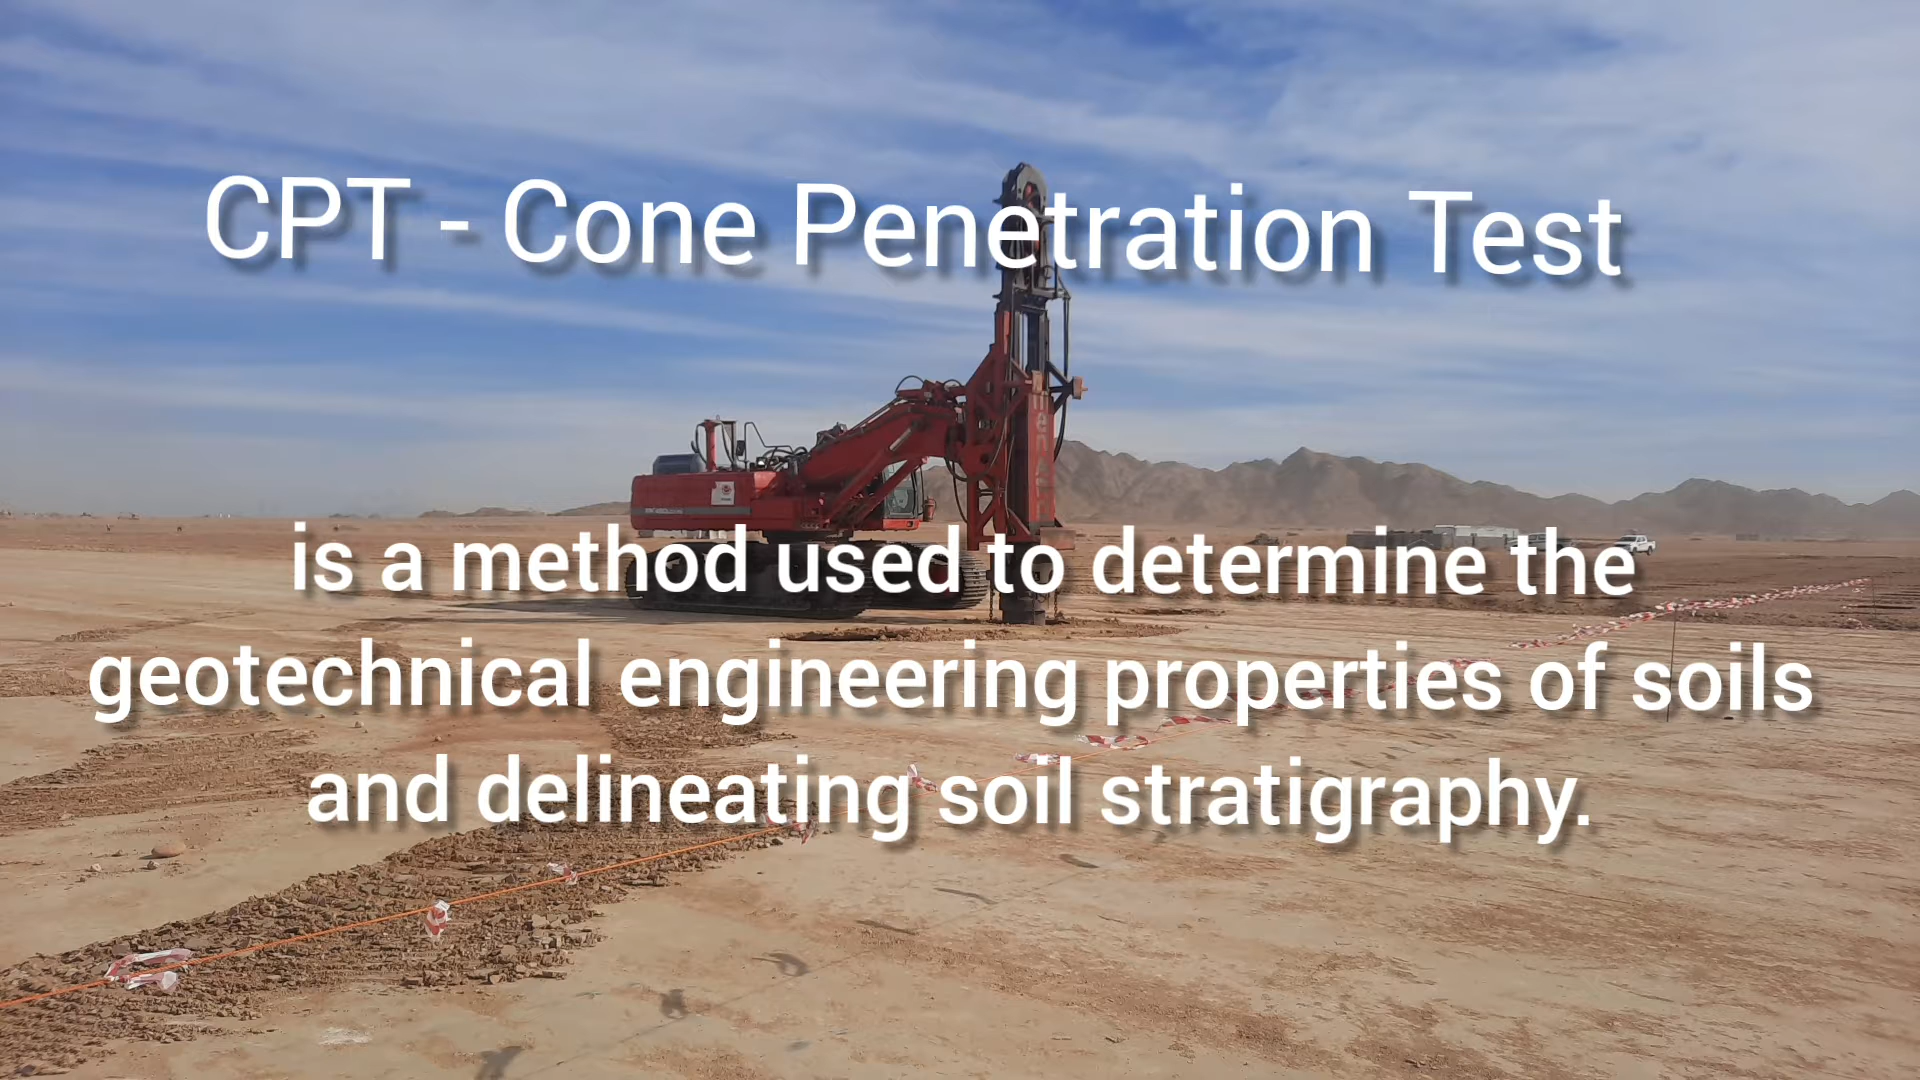 CPT - Cone Penetration Test
menARD
is a method used to determine the
geotechnical engineering properties of soils
and delineating soil stratigraphy.